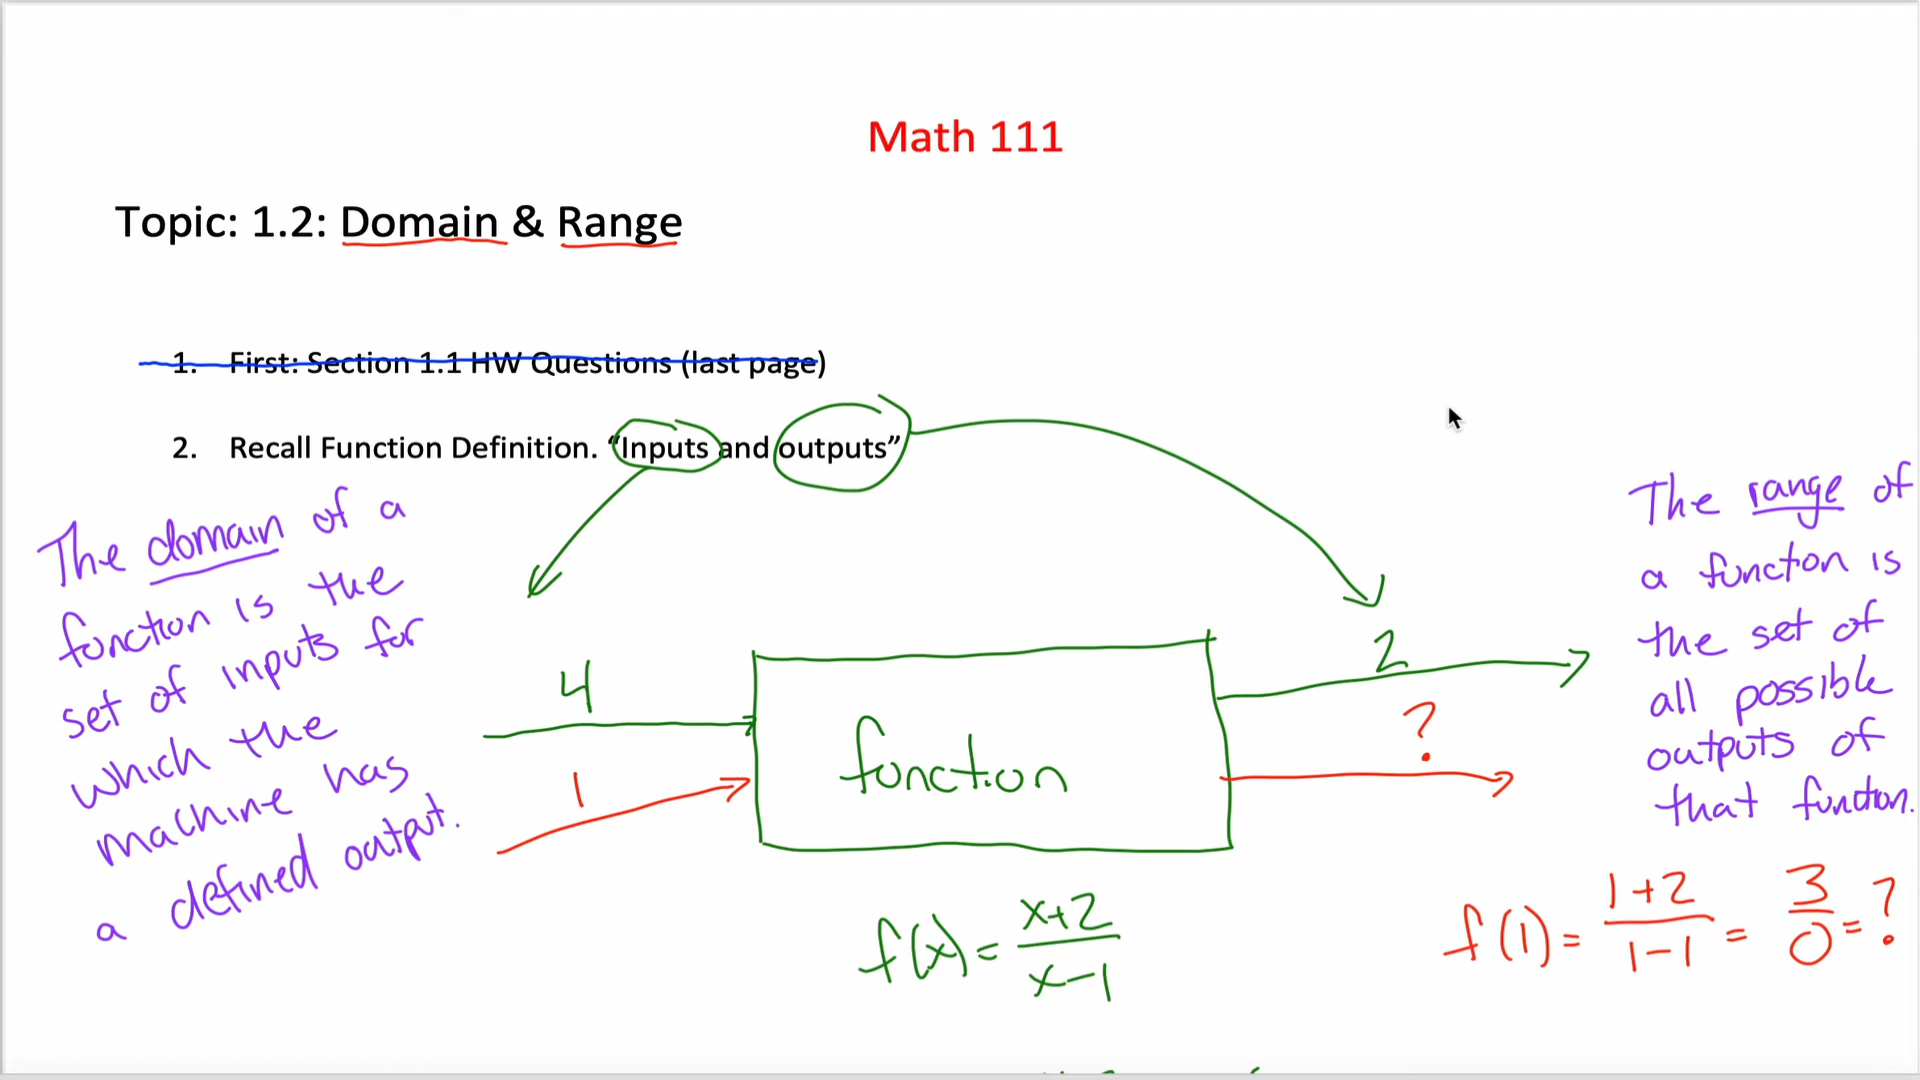 Math 111
Topic: 1.2: Domain & Range
1. First: Section 1.1 HW Questions (last page)
2. Recall Function Definition. “Inputs and outputs”
The domain of a
function is the
set of inputs for
which the
machine has
a defined output.
4
1
function
2
?
The range of
a functon is
the set of
all possible
outputs of
that function.
f(x) = x+2 / x-1
f(1) = 1+2 / 1-1 = 3/0 = ?